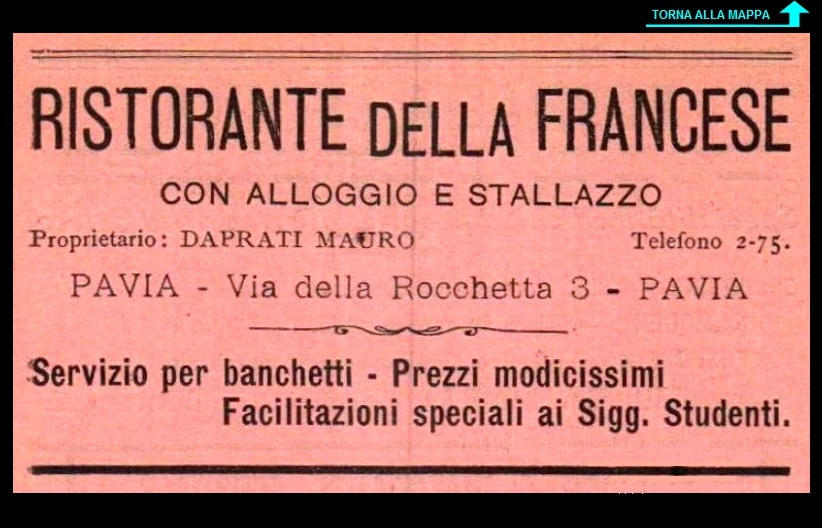 TORNA ALLA MAPPA
RISTORANTE DELLA FRANCESE
CON ALLOGGIO E STALLAZZO
Proprietario: DAPRATI MAURO Telefono 2-75.
PAVIA - Via della Rocchetta 3 - PAVIA
Servizio per banchetti - Prezzi modicissimi
Facilitazioni speciali ai Sigg. Studenti.